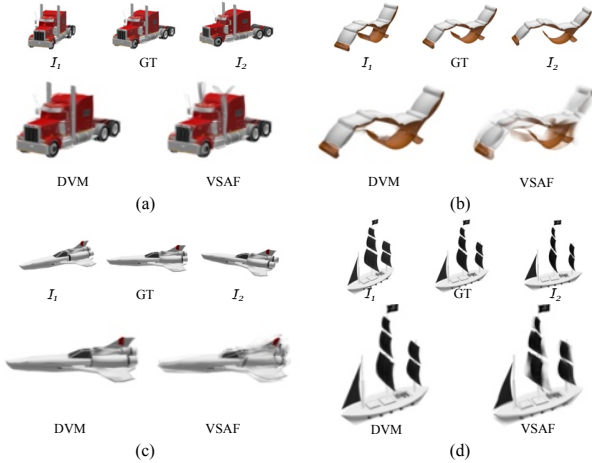 I1 GT I2
DVM VSAF
(a)
I1 GT I2
DVM VSAF
(b)
I1 GT I2
DVM VSAF
(c)
I1 GT I2
DVM VSAF
(d)